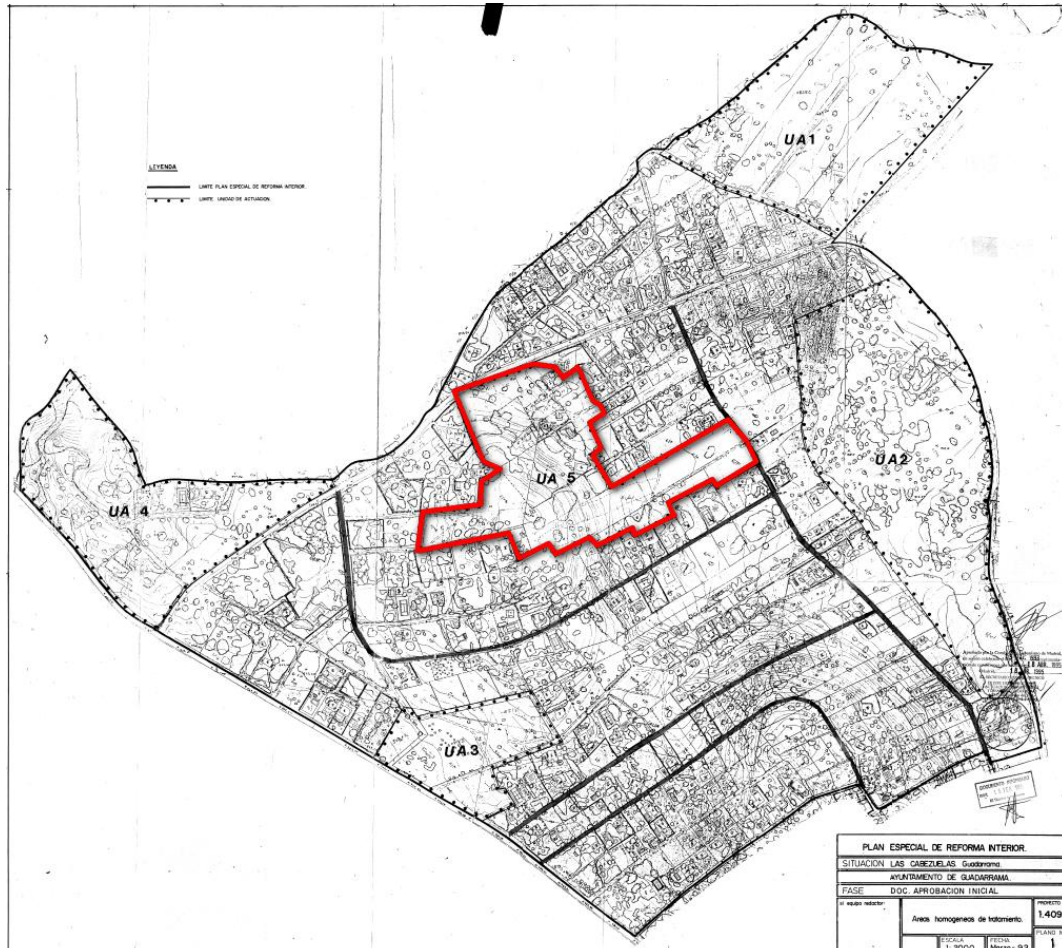 UA1
LEYENDA
LIMITE PLAN ESPECIAL DE REFORMA INTERIOR.
LIMITE UNIDAD DE ACTUACION.
UA2
UA 5
UA 4
UA3
PLAN ESPECIAL DE REFORMA INTERIOR.
SITUACION LAS CABEZUELAS. Guadarrama.
AYUNTAMIENTO DE GUADARRAMA.
FASE DOC. APROBACION INICIAL
el equipo redactor:
Areas homogeneas de tratamiento.
PROYECTO
1.409
ESCALA
FECHA
PLANO